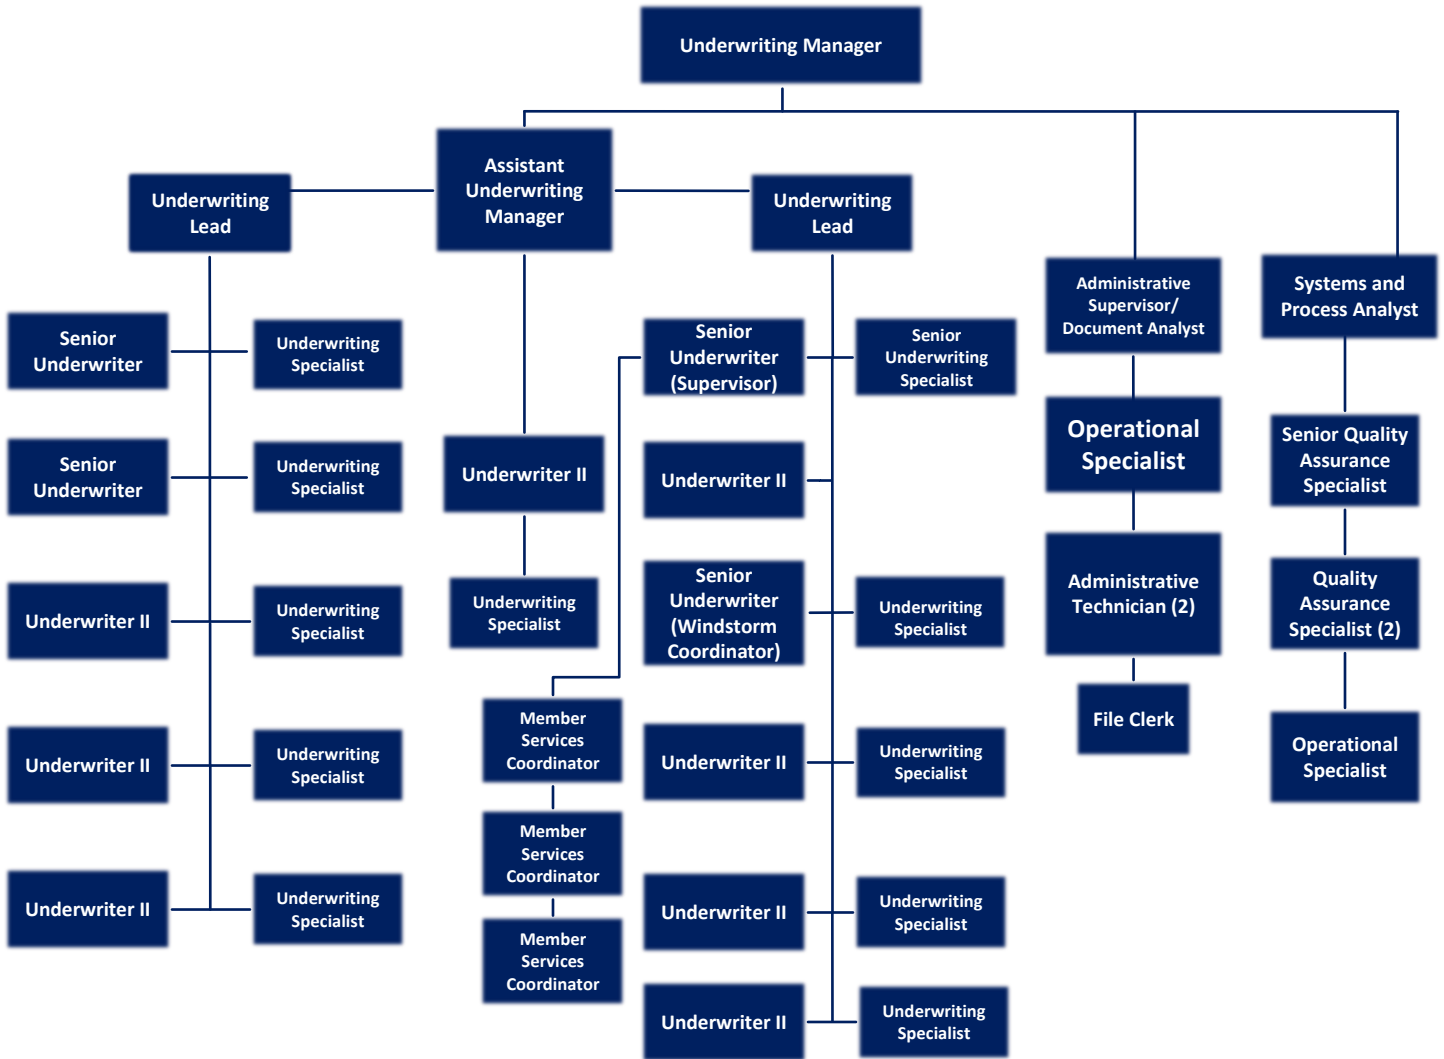 Underwriting Manager
Assistant
Underwriting
Manager
Underwriting
Lead
Underwriting
Lead
Administrative
Supervisor/
Document Analyst
Systems and
Process Analyst
Senior
Underwriter
Underwriting
Specialist
Senior
Underwriter
(Supervisor)
Senior
Underwriting
Specialist
Operational
Specialist
Senior Quality
Assurance
Specialist
Senior
Underwriter
Underwriting
Specialist
Underwriter II
Underwriter II
Administrative
Technician (2)
Quality
Assurance
Specialist (2)
Underwriter II
Underwriting
Specialist
Underwriting
Specialist
Senior
Underwriter
(Windstorm
Coordinator)
Underwriting
Specialist
File Clerk
Operational
Specialist
Underwriter II
Underwriting
Specialist
Member
Services
Coordinator
Underwriter II
Underwriting
Specialist
Member
Services
Coordinator
Underwriter II
Underwriting
Specialist
Member
Services
Coordinator
Underwriter II
Underwriting
Specialist
Underwriter II
Underwriting
Specialist